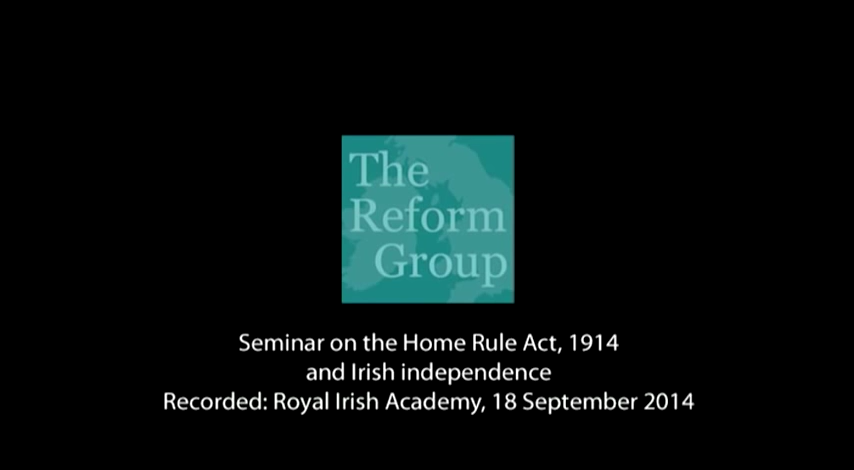 The
Reform
Group
Seminar on the Home Rule Act, 1914
and Irish independence
Recorded: Royal Irish Academy, 18 September 2014